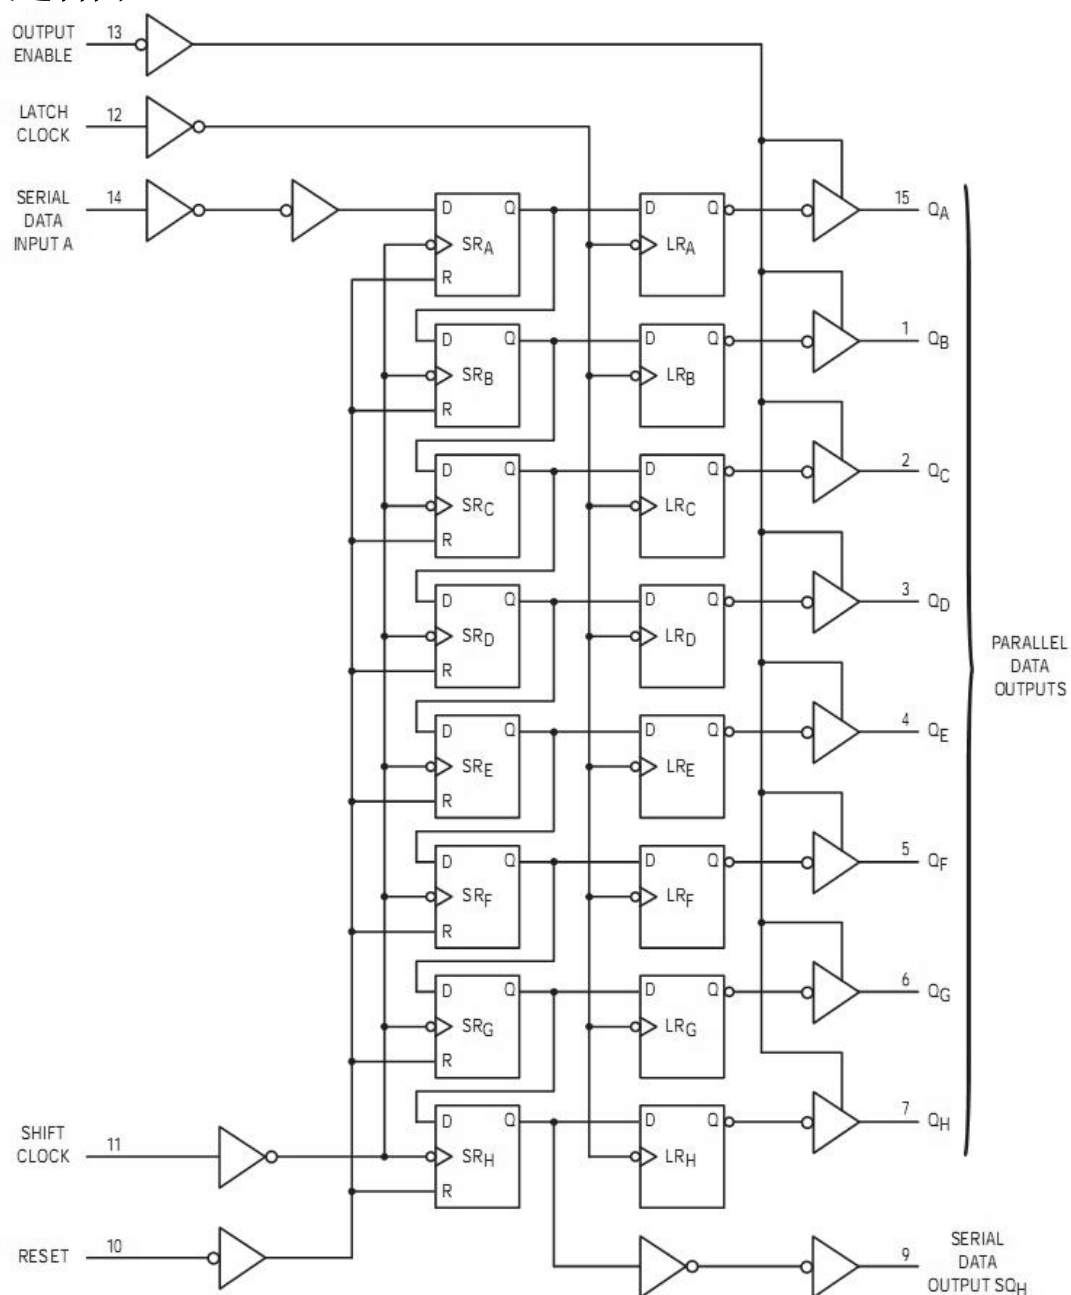 OUTPUT
ENABLE
13
LATCH
CLOCK
12
SERIAL
DATA
INPUT A
14
D Q
SRA
R
D Q
LRA
15 QA
D Q
SRB
R
D Q
LRB
1 QB
D Q
SRC
R
D Q
LRC
2 QC
D Q
SRD
R
D Q
LRD
3 QD
PARALLEL
DATA
OUTPUTS
D Q
SRE
R
D Q
LRE
4 QE
D Q
SRF
R
D Q
LRF
5 QF
D Q
SRG
R
D Q
LRG
6 QG
D Q
SRH
R
D Q
LRH
7 QH
SHIFT
CLOCK
11
RESET
10
9
SERIAL
DATA
OUTPUT SQH